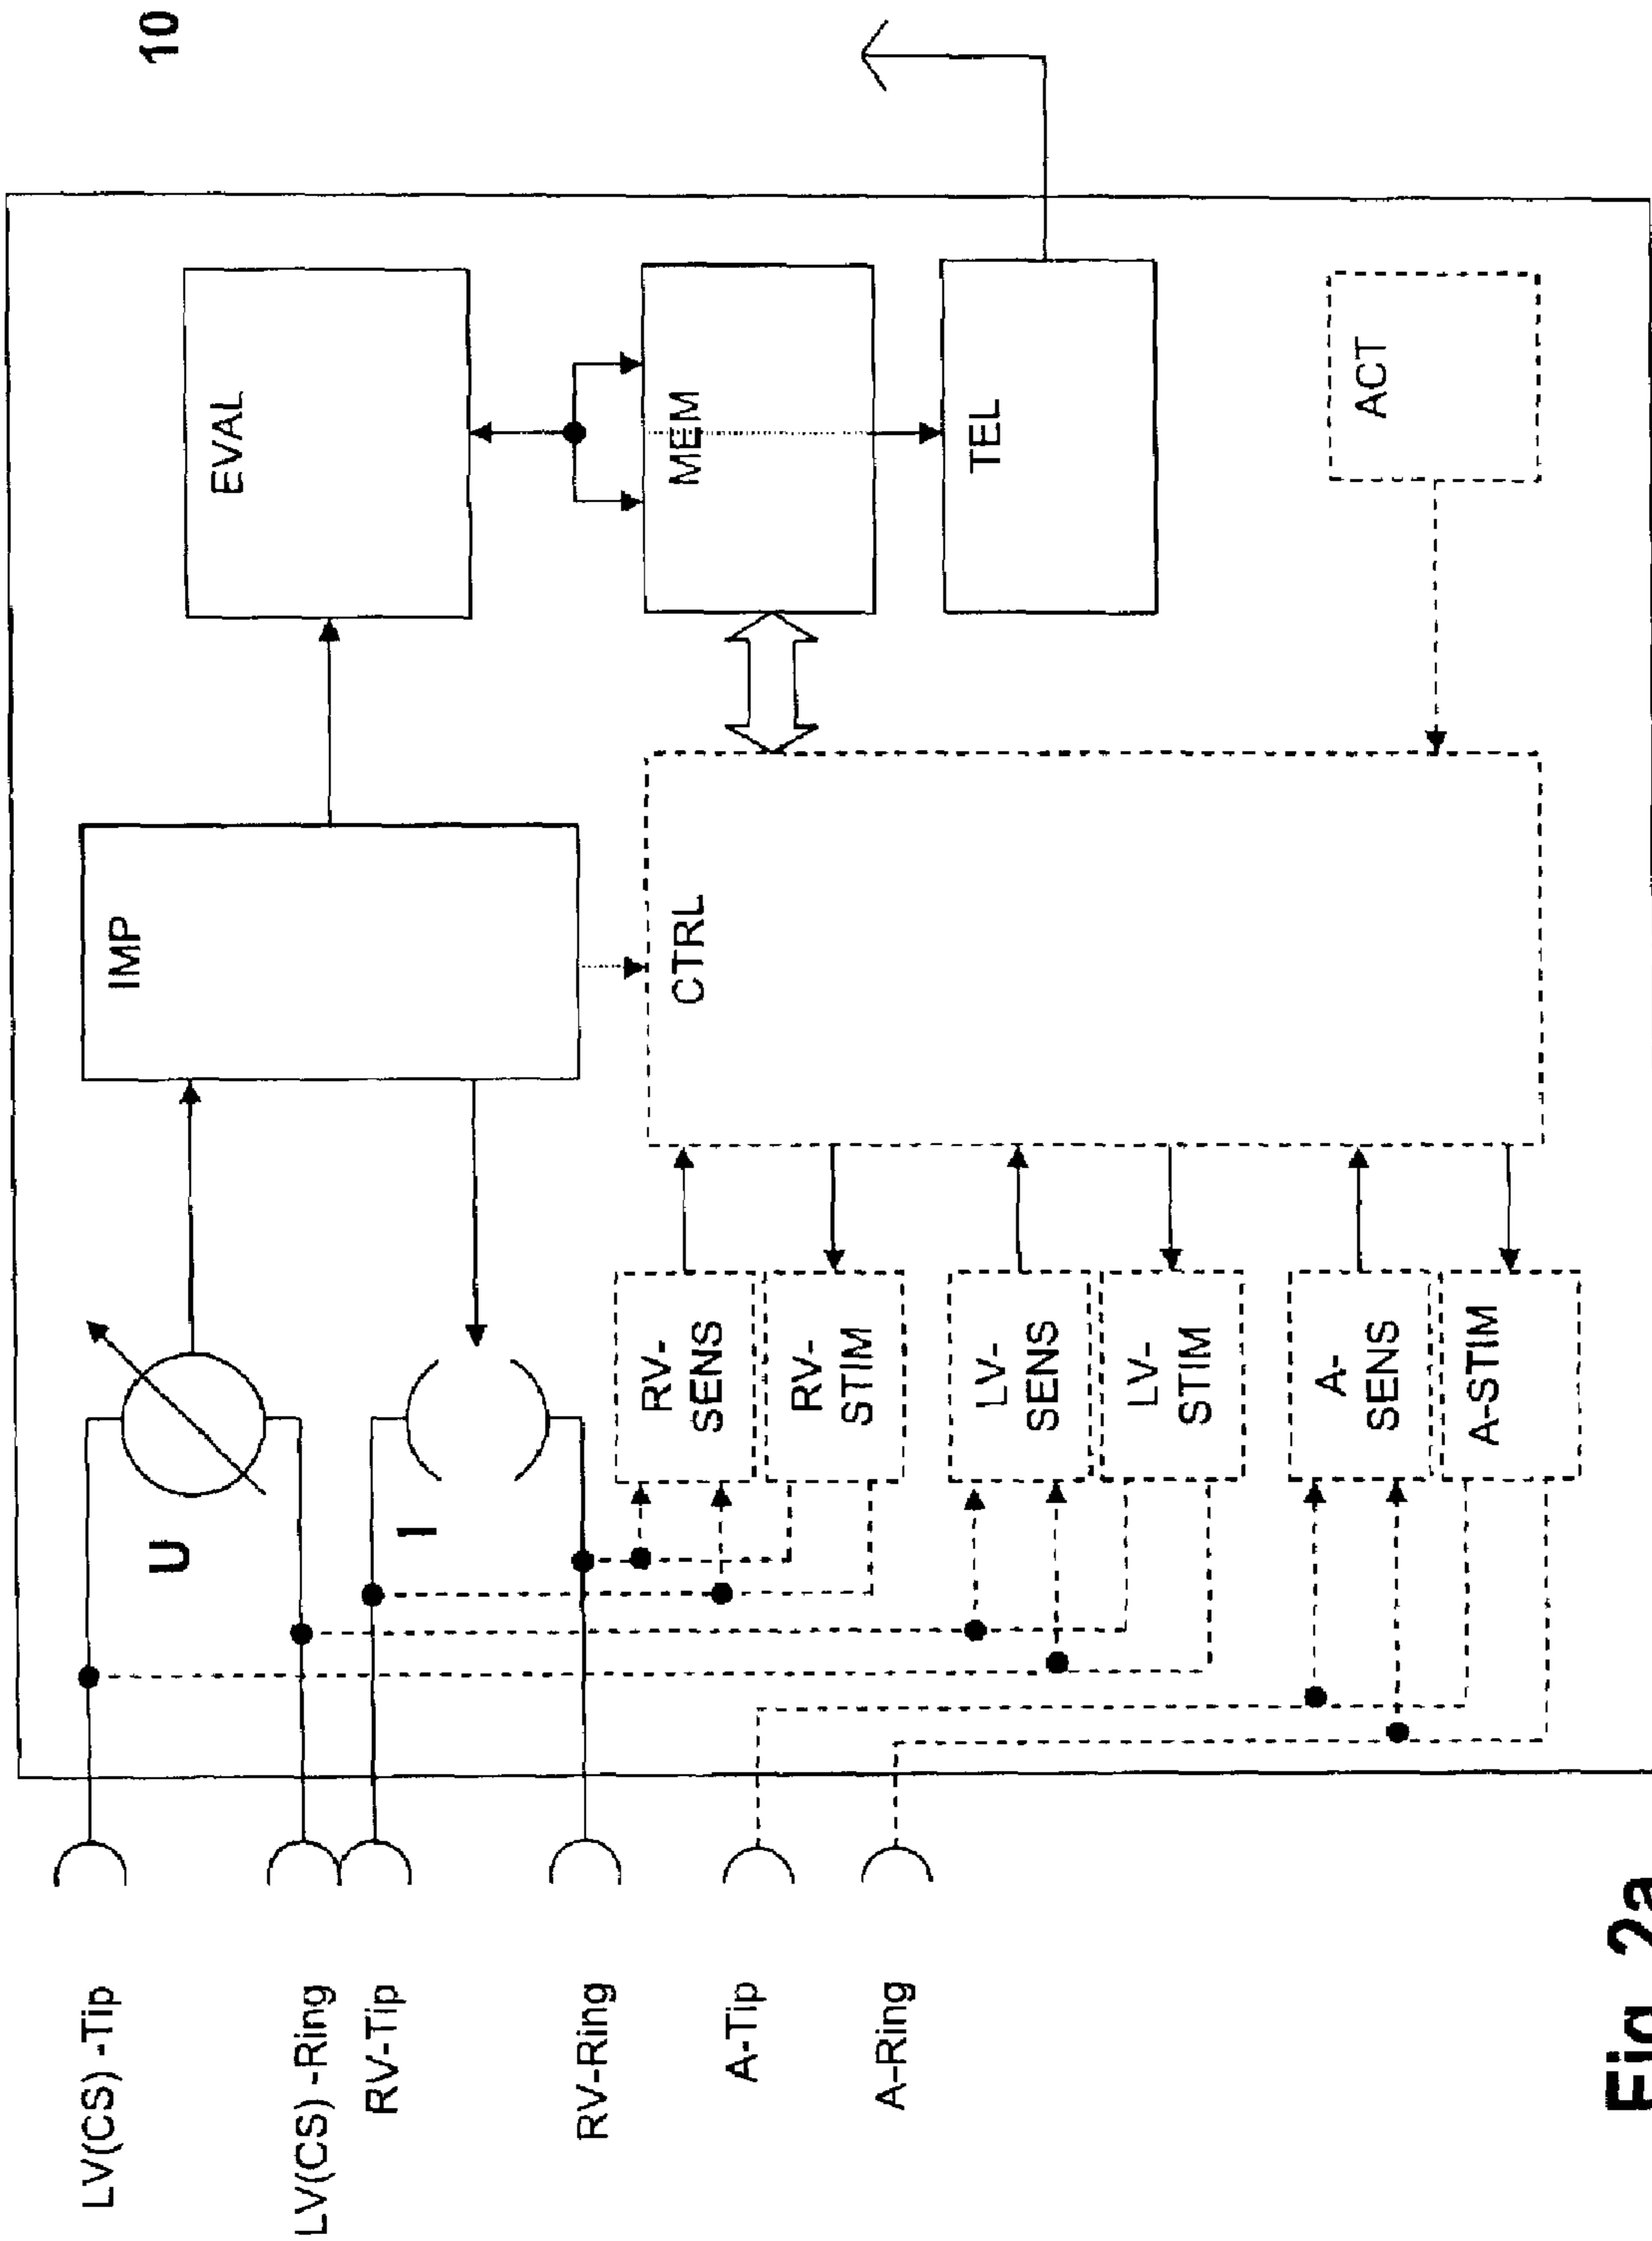 10
LV(CS) -Tip
LV(CS) -Ring
RV-Tip
RV-Ring
A-Tip
A-Ring
U
I
IMP
EVAL
MEM
TEL
ACT
CTRL
RV-
SENS
RV-
STIM
LV-
SENS
LV-
STIM
A-
SENS
A-STIM
Fig. 2a